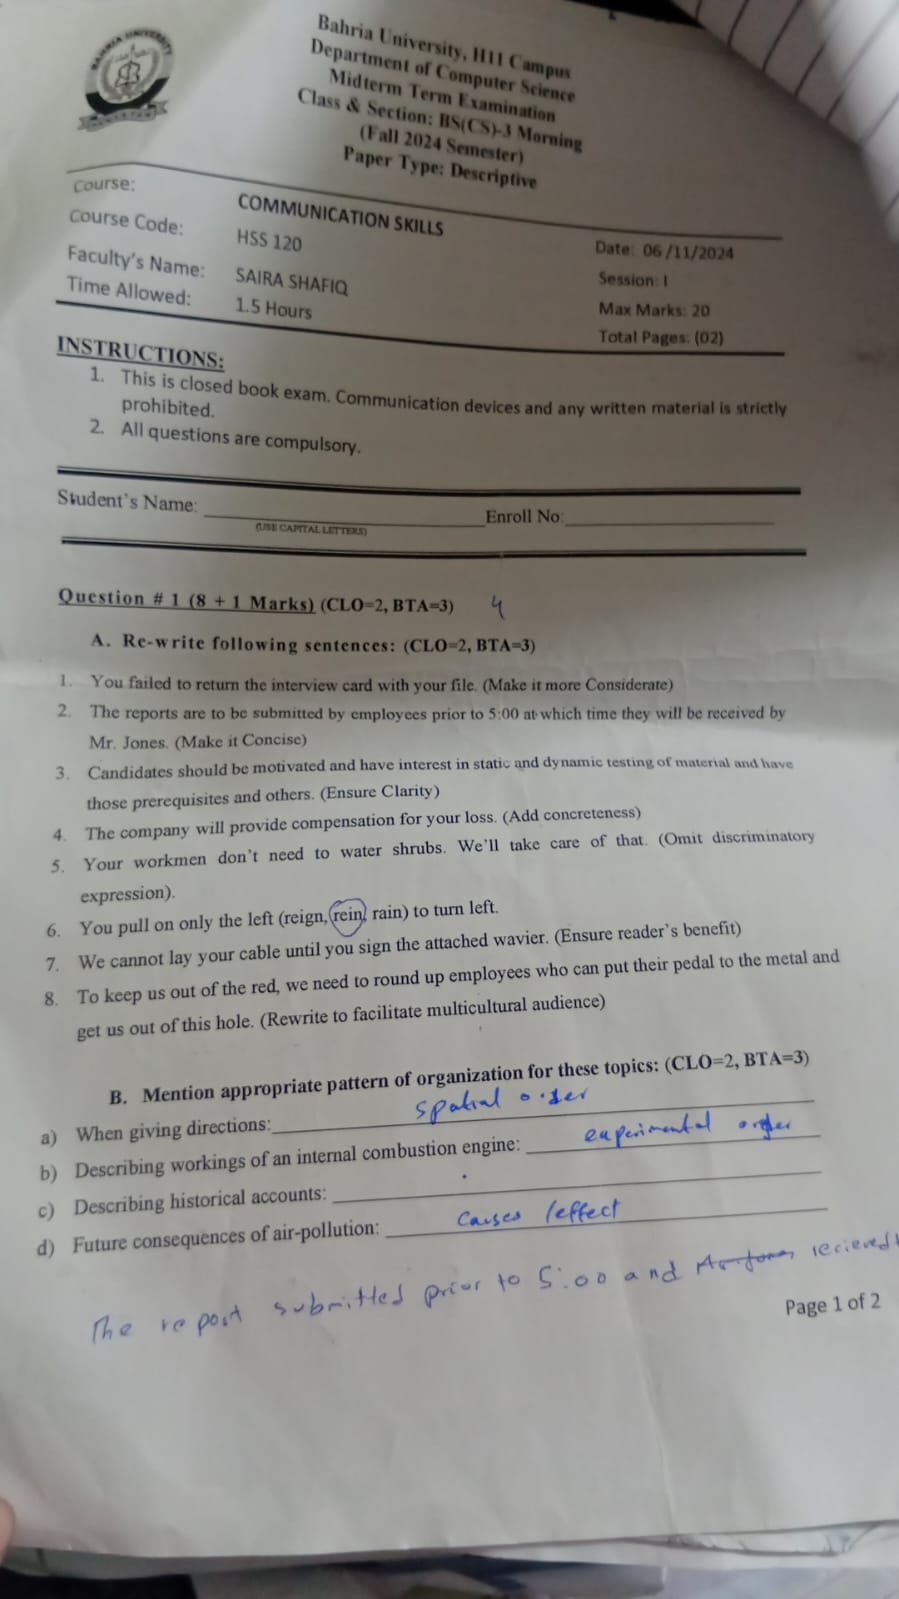 BAHRIA UNIVERSITY
Bahria University, H11 Campus
Department of Computer Science
Midterm Term Examination
Class & Section: BS(CS)-3 Morning
(Fall 2024 Semester)
Paper Type: Descriptive
Course: COMMUNICATION SKILLS
Course Code: HSS 120 Date: 06 /11/2024
Faculty's Name: SAIRA SHAFIQ Session: I
Time Allowed: 1.5 Hours Max Marks: 20
Total Pages: (02)
INSTRUCTIONS:
1. This is closed book exam. Communication devices and any written material is strictly
prohibited.
2. All questions are compulsory.
Student's Name: Enroll No:
(USE CAPITAL LETTERS)
Question # 1 (8 + 1 Marks) (CLO=2, BTA=3) 4
A. Re-write following sentences: (CLO=2, BTA=3)
1. You failed to return the interview card with your file. (Make it more Considerate)
2. The reports are to be submitted by employees prior to 5:00 at which time they will be received by
Mr. Jones. (Make it Concise)
3. Candidates should be motivated and have interest in static and dynamic testing of material and have
those prerequisites and others. (Ensure Clarity)
4. The company will provide compensation for your loss. (Add concreteness)
5. Your workmen don't need to water shrubs. We'll take care of that. (Omit discriminatory
expression).
6. You pull on only the left (reign, rein, rain) to turn left.
7. We cannot lay your cable until you sign the attached wavier. (Ensure reader's benefit)
8. To keep us out of the red, we need to round up employees who can put their pedal to the metal and
get us out of this hole. (Rewrite to facilitate multicultural audience)
B. Mention appropriate pattern of organization for these topics: (CLO=2, BTA=3)
a) When giving directions: spatial order
b) Describing workings of an internal combustion engine: experimental order
c) Describing historical accounts:
d) Future consequences of air-pollution: Causes /effect
The report submitted prior to 5:00 and recieved
Page 1 of 2